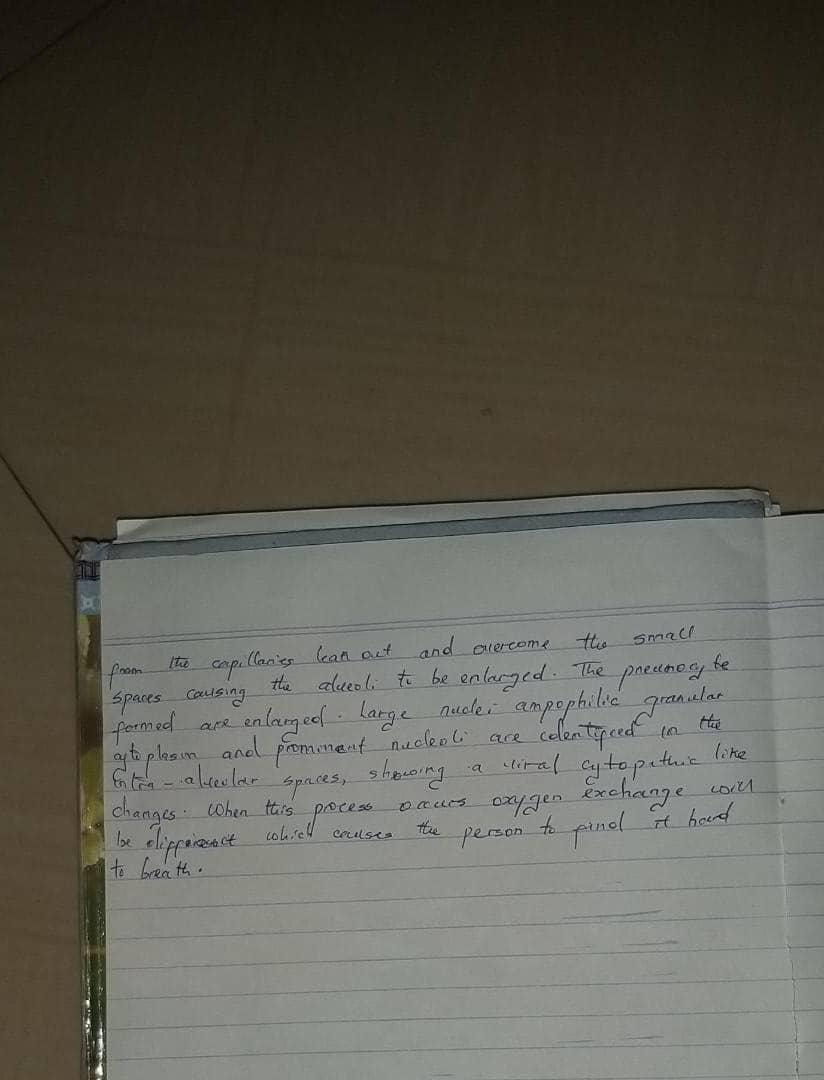 from the capillaries lean out and overcome the small
spaces causing the alveoli to be enlarged. The pneumocyte
formed are enlarged. Large nuclei ampophilic granular
cytoplasm and prominent nucleoli are identified in the
Intra-alveolar spaces, showing a viral cytopathic like
changes. When this process occurs oxygen exchange will
be which causes the person to find it hard
to breath.